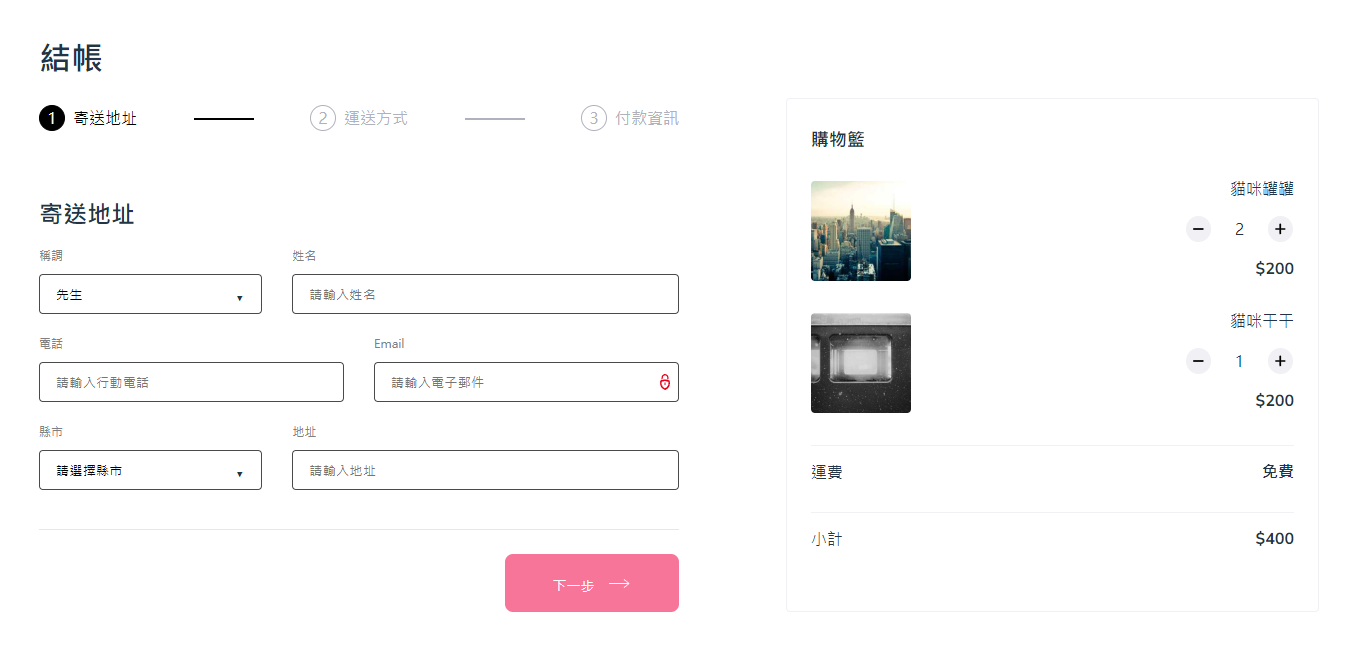 結帳
1 寄送地址
2 運送方式
3 付款資訊
寄送地址
稱謂
姓名
先生
請輸入姓名
電話
Email
請輸入行動電話
請輸入電子郵件
縣市
地址
請選擇縣市
請輸入地址
下一步
購物籃
貓咪罐罐
2
$200
貓咪干干
1
$200
運費
免費
小計
$400